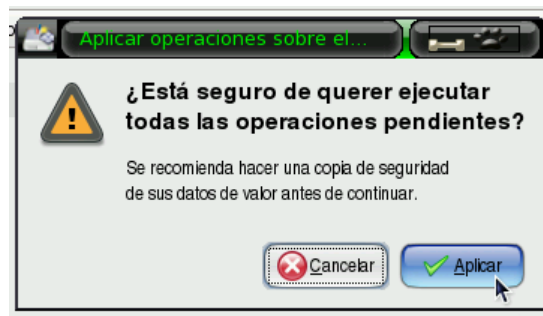 Aplicar operaciones sobre el...
¿Está seguro de querer ejecutar
todas las operaciones pendientes?
Se recomienda hacer una copia de seguridad
de sus datos de valor antes de continuar.
Cancelar
Aplicar